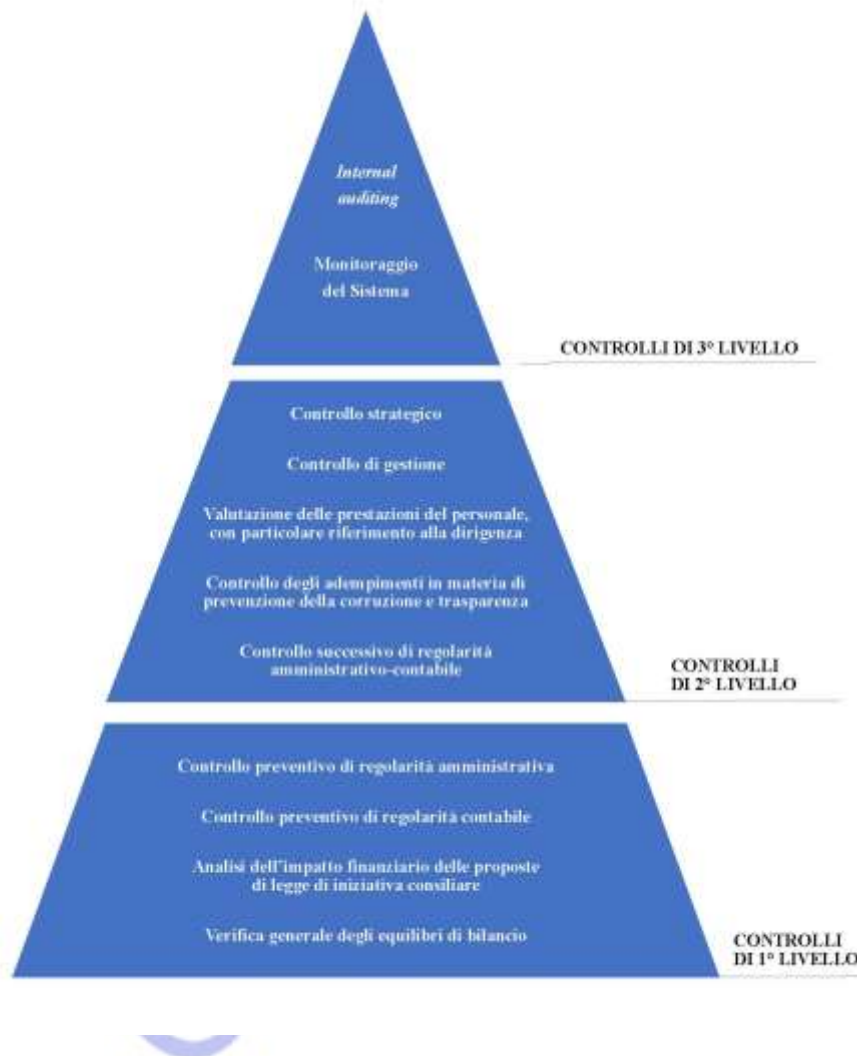 Internal
auditing
Monitoraggio
del Sistema
CONTROLLI DI 3° LIVELLO
Controllo strategico
Controllo di gestione
Valutazione delle prestazioni del personale,
con particolare riferimento alla dirigenza
Controllo degli adempimenti in materia di
prevenzione della corruzione e trasparenza
Controllo successivo di regolarità
amministrativo-contabile
CONTROLLI
DI 2° LIVELLO
Controllo preventivo di regolarità amministrativa
Controllo preventivo di regolarità contabile
Analisi dell'impatto finanziario delle proposte
di legge di iniziativa consiliare
Verifica generale degli equilibri di bilancio
CONTROLLI
DI 1° LIVELLO